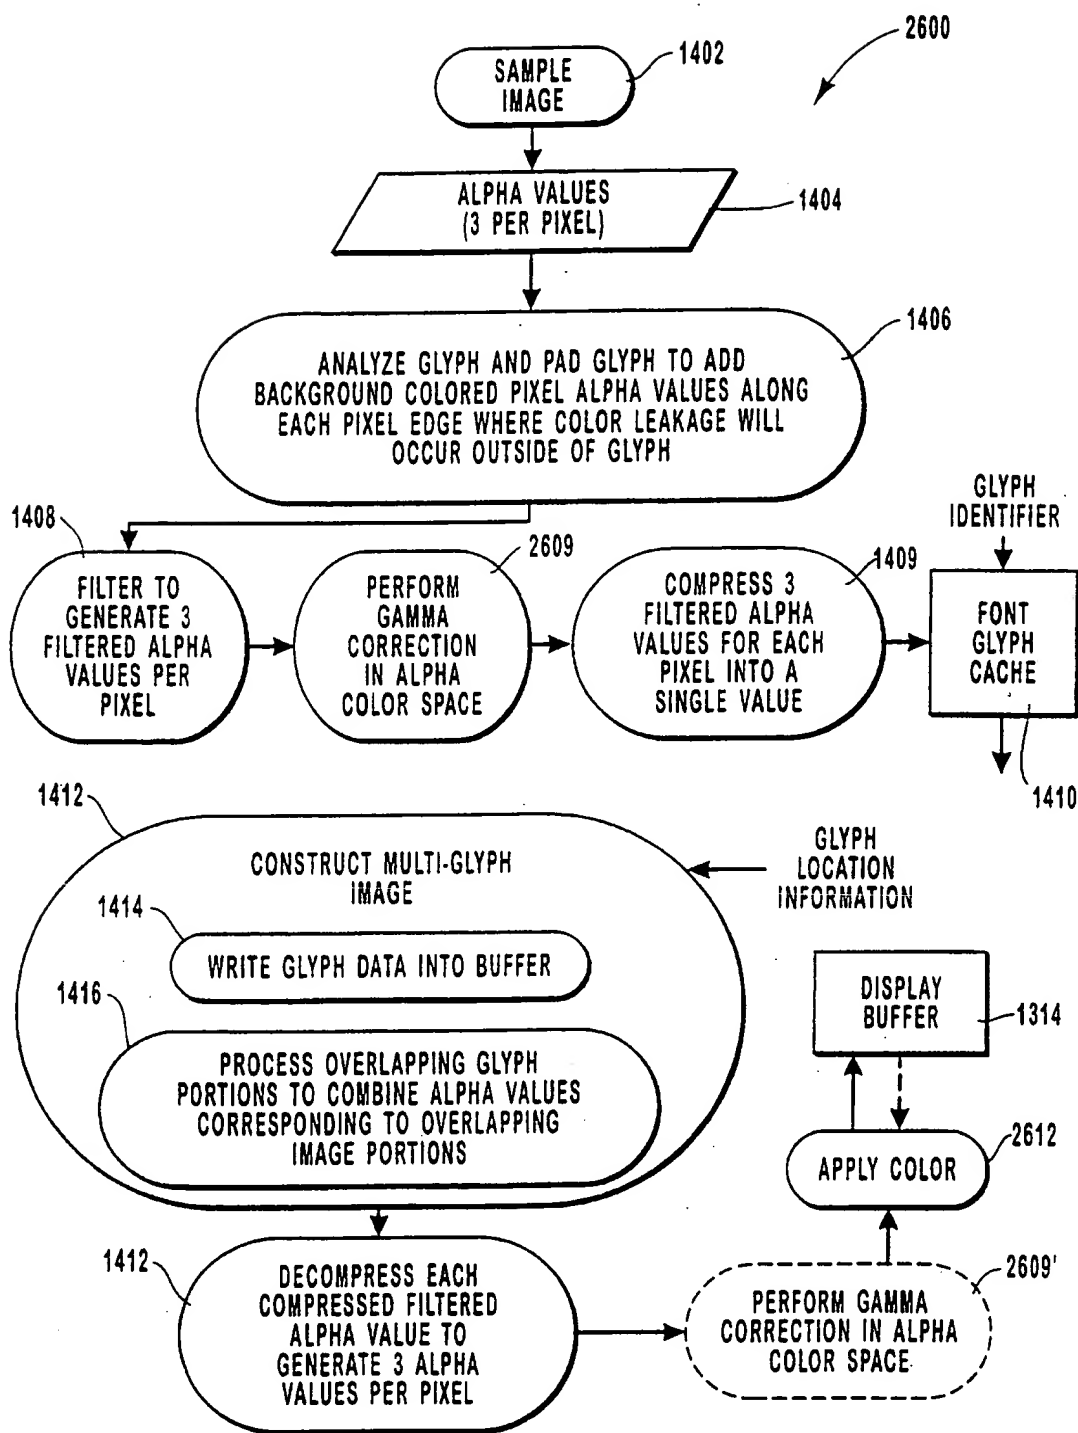 2600
1402
SAMPLE
IMAGE
ALPHA VALUES
(3 PER PIXEL)
1404
1406
ANALYZE GLYPH AND PAD GLYPH TO ADD
BACKGROUND COLORED PIXEL ALPHA VALUES ALONG
EACH PIXEL EDGE WHERE COLOR LEAKAGE WILL
OCCUR OUTSIDE OF GLYPH
1408
FILTER TO
GENERATE 3
FILTERED ALPHA
VALUES PER
PIXEL
2609
PERFORM
GAMMA
CORRECTION
IN ALPHA
COLOR SPACE
1409
COMPRESS 3
FILTERED ALPHA
VALUES FOR EACH
PIXEL INTO A
SINGLE VALUE
GLYPH
IDENTIFIER
FONT
GLYPH
CACHE
1410
1412
CONSTRUCT MULTI-GLYPH
IMAGE
GLYPH
LOCATION
INFORMATION
1414
WRITE GLYPH DATA INTO BUFFER
1416
PROCESS OVERLAPPING GLYPH
PORTIONS TO COMBINE ALPHA VALUES
CORRESPONDING TO OVERLAPPING
IMAGE PORTIONS
DISPLAY
BUFFER
1314
APPLY COLOR
2612
1412
DECOMPRESS EACH
COMPRESSED FILTERED
ALPHA VALUE TO
GENERATE 3 ALPHA
VALUES PER PIXEL
2609'
PERFORM GAMMA
CORRECTION IN ALPHA
COLOR SPACE